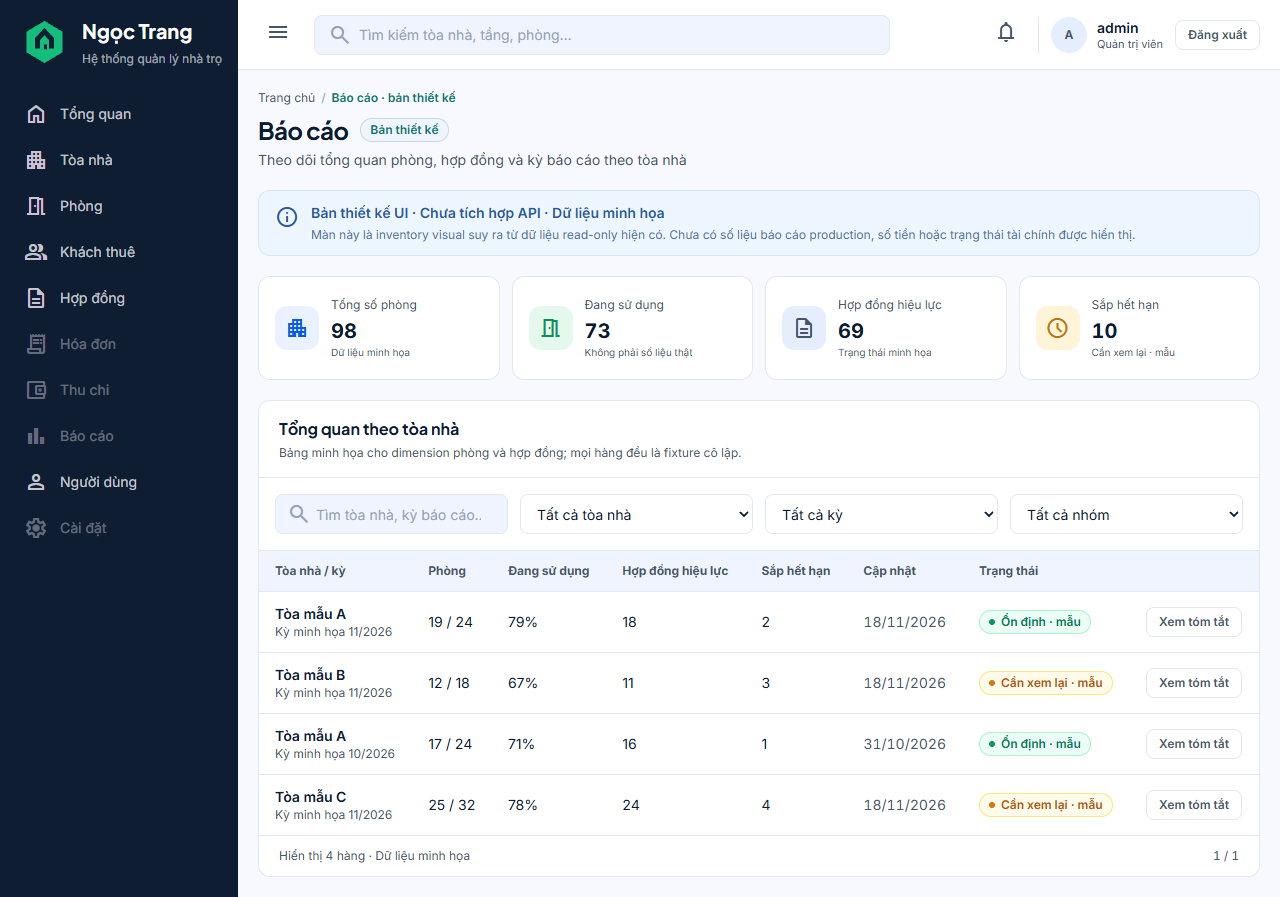 Ngọc Trang
Hệ thống quản lý nhà trọ
Tổng quan
Tòa nhà
Phòng
Khách thuê
Hợp đồng
Hóa đơn
Thu chi
Báo cáo
Người dùng
Cài đặt
Tìm kiếm tòa nhà, tầng, phòng...
A
admin
Quản trị viên
Đăng xuất
Trang chủ / Báo cáo · bản thiết kế
Báo cáo
Bản thiết kế
Theo dõi tổng quan phòng, hợp đồng và kỳ báo cáo theo tòa nhà
Bản thiết kế UI · Chưa tích hợp API · Dữ liệu minh họa
Màn này là inventory visual suy ra từ dữ liệu read-only hiện có. Chưa có số liệu báo cáo production, số tiền hoặc trạng thái tài chính được hiển thị.
Tổng số phòng
98
Dữ liệu minh họa
Đang sử dụng
73
Không phải số liệu thật
Hợp đồng hiệu lực
69
Trạng thái minh họa
Sắp hết hạn
10
Cần xem lại · mẫu
Tổng quan theo tòa nhà
Bảng minh họa cho dimension phòng và hợp đồng; mọi hàng đều là fixture cô lập.
Tìm tòa nhà, kỳ báo cáo..
Tất cả tòa nhà
Tất cả kỳ
Tất cả nhóm
Tòa nhà / kỳ Phòng Đang sử dụng Hợp đồng hiệu lực Sắp hết hạn Cập nhật Trạng thái
Tòa mẫu A
Kỳ minh họa 11/2026
19 / 24 79% 18 2 18/11/2026 Ổn định · mẫu Xem tóm tắt
Tòa mẫu B
Kỳ minh họa 11/2026
12 / 18 67% 11 3 18/11/2026 Cần xem lại · mẫu Xem tóm tắt
Tòa mẫu A
Kỳ minh họa 10/2026
17 / 24 71% 16 1 31/10/2026 Ổn định · mẫu Xem tóm tắt
Tòa mẫu C
Kỳ minh họa 11/2026
25 / 32 78% 24 4 18/11/2026 Cần xem lại · mẫu Xem tóm tắt
Hiển thị 4 hàng · Dữ liệu minh họa
1 / 1